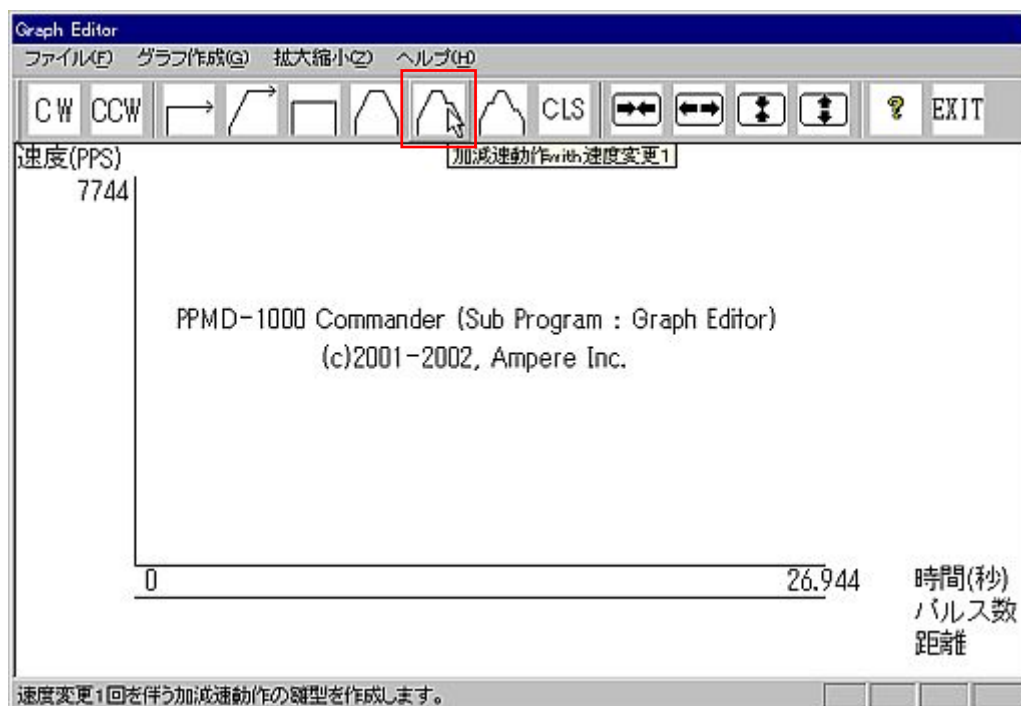 Graph Editor
ファイル(F) グラフ作成(G) 拡大縮小(Z) ヘルプ(H)
CW CCW CLS ? EXIT
加減速動作with速度変更1
速度(PPS)
7744
PPMD-1000 Commander (Sub Program : Graph Editor)
(c)2001-2002, Ampere Inc.
0 26.944 時間(秒)
パルス数
距離
速度変更1回を伴う加減速動作の雛型を作成します。